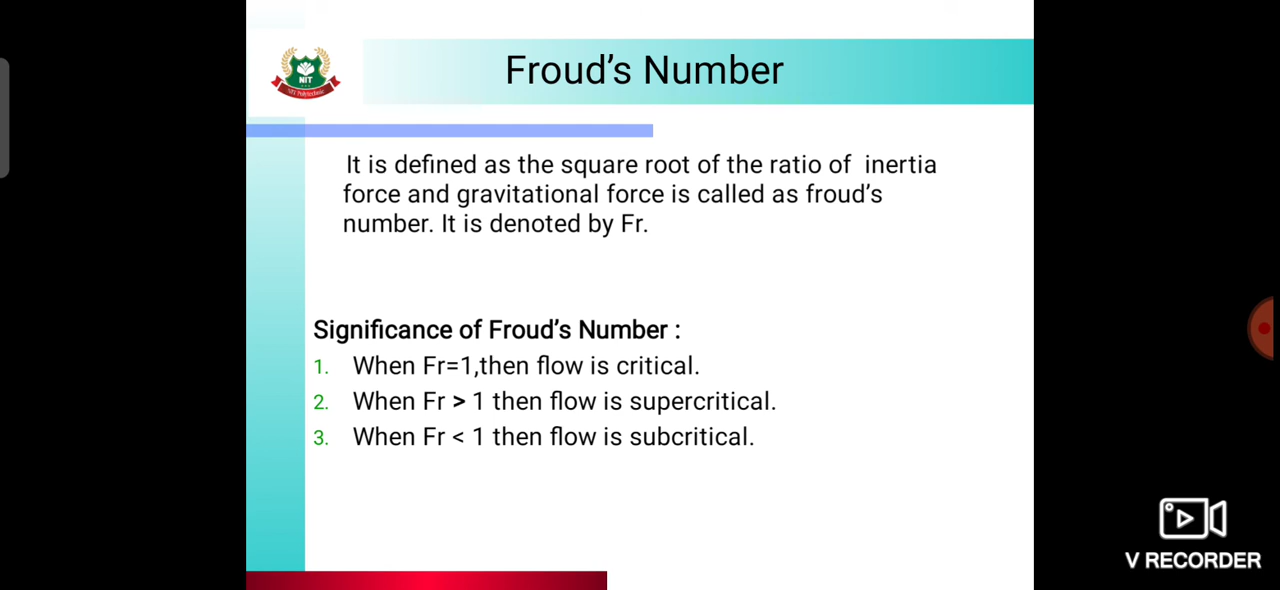 Froud’s Number
NIT
NIT Polytechnic
It is defined as the square root of the ratio of inertia
force and gravitational force is called as froud’s
number. It is denoted by Fr.
Significance of Froud’s Number :
1. When Fr=1,then flow is critical.
2. When Fr > 1 then flow is supercritical.
3. When Fr < 1 then flow is subcritical.
V RECORDER